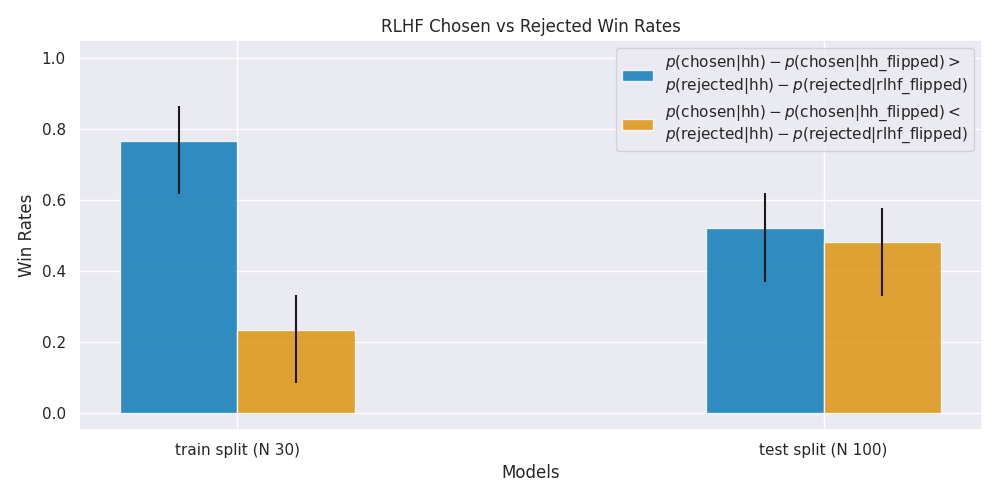 RLHF Chosen vs Rejected Win Rates
p(chosen|hh) − p(chosen|hh_flipped) >
p(rejected|hh) − p(rejected|rlhf_flipped)
p(chosen|hh) − p(chosen|hh_flipped) <
p(rejected|hh) − p(rejected|rlhf_flipped)
Win Rates
1.0
0.8
0.6
0.4
0.2
0.0
train split (N 30)
test split (N 100)
Models